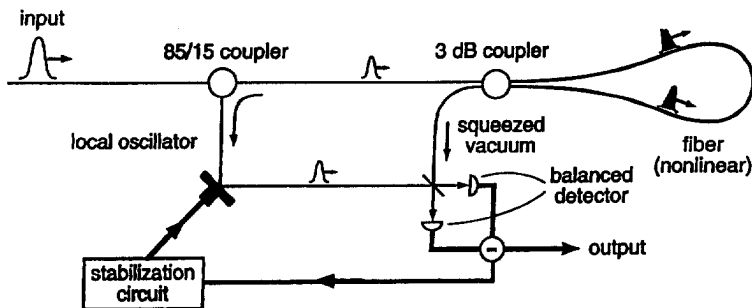 input
85/15 coupler
3 dB coupler
local oscillator
squeezed
vacuum
fiber
(nonlinear)
balanced
detector
-
output
stabilization
circuit